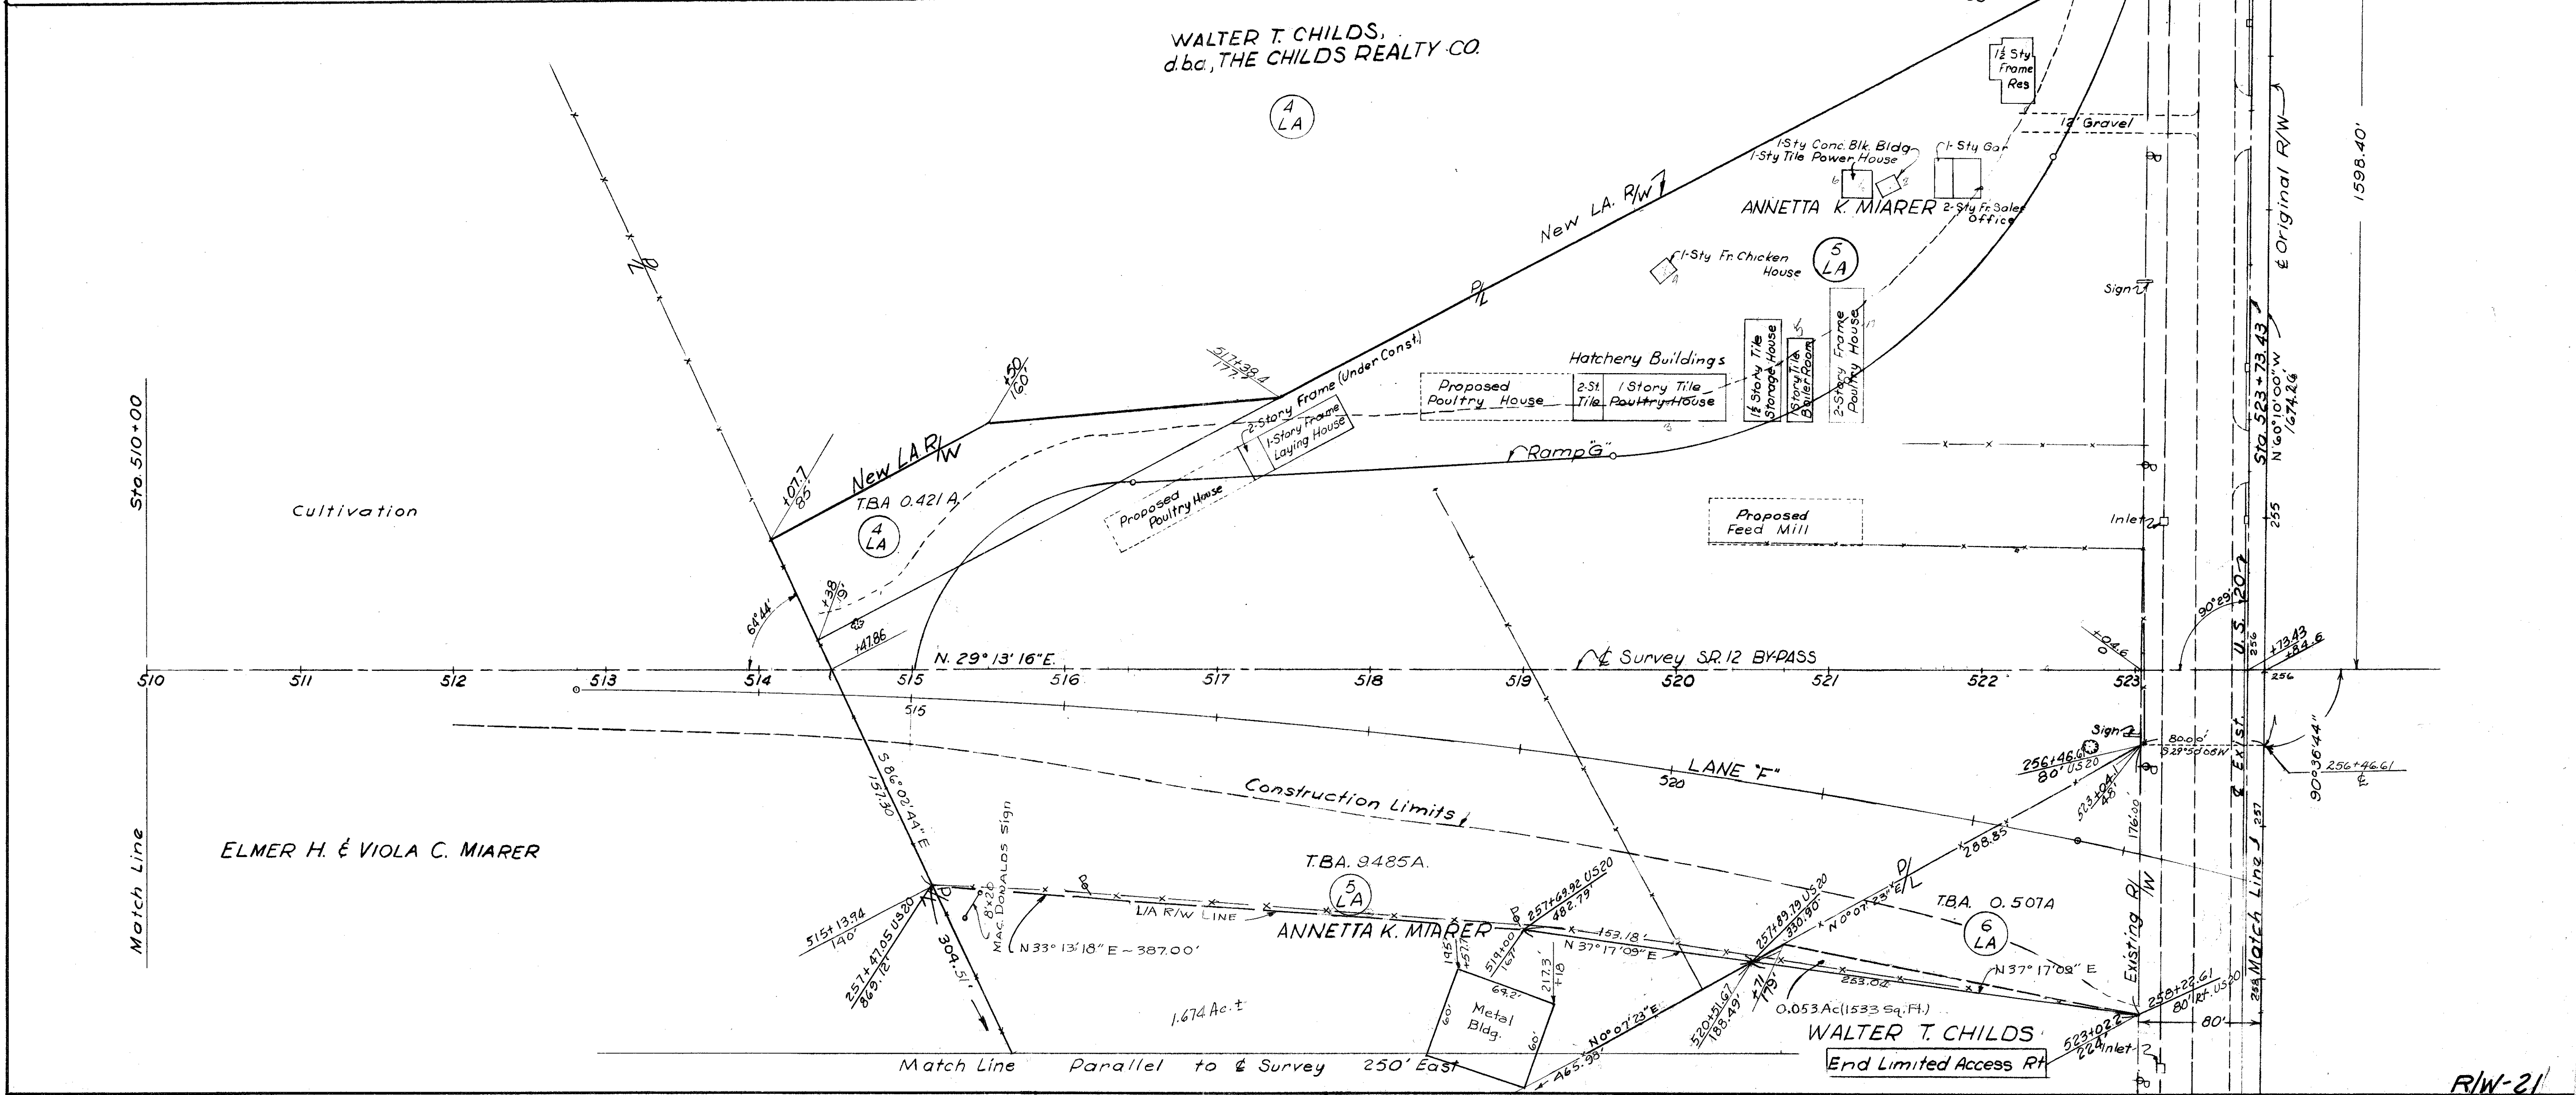 WALTER T. CHILDS,
d.b.a., THE CHILDS REALTY CO.
4
LA
1½ Sty
Frame
Res
12' Gravel
1-Sty Conc. Blk. Bldg
1-Sty Tile Power House
1-Sty Gar
ANNETTA K. MIARER
2-Sty Fr. Sales
Office
New LA. R/W
1-Sty Fr. Chicken
House
5
LA
P/L
Sign
₵ Original R/W
1598.40'
Sta. 523+73.43
N 60°10'00" W
1674.26'
Sta. 510+00
Cultivation
+50
160'
517+38.4
2-Story Frame (Under Const.)
1-Story Frame
Laying House
Proposed
Poultry House
Hatchery Buildings
Proposed
Poultry House
2-St.
Tile
1 Story Tile
Poultry House
1½ Story Tile
Storage House
1 Story Tile
Boiler Room
2-Story Frame
Poultry House
Ramp "G"
New LA. R/W
+07.7
85'
T.B.A 0.421 A.
4
LA
Proposed
Feed Mill
Inlet
255
64°44'
+38
19'
+47.86
N. 29°13'16" E.
₵ Survey S.R. 12 BY-PASS
+04.6
0
90°29'
₵ Exist. U.S. 20
256
+73.43
+84.6
256
510
511
512
513
514
515
516
517
518
519
520
521
522
523
515
520
LANE "F"
Construction Limits
Sign
80.00'
S 29°50'08" W
256+46.61
80' US20
523+04.1
48'
90°36'44"
256+46.61
₵
Match Line
ELMER H. & VIOLA C. MIARER
S 86°02'44" E
157.30
8'x20'
MAC. DONALDS Sign
515+13.94
140'
257+47.05 US20
869.12'
304.51'
N 33°13'18" E ~ 387.00'
L/A R/W LINE
T.B.A. 9.485 A.
5
LA
ANNETTA K. MIARER
257+69.92 US20
482.79'
519+00
167'
195'
+57.7
217.3'
+18
69.2'
60'
60'
Metal
Bldg.
153.18'
N 37°17'09" E
257+89.79 US20
330.90'
N 0°07'23" E
P/L
288.85'
176.00'
Existing R/W
T.B.A. 0.507A
6
LA
N 37°17'09" E
253.04
520+51.67
188.49'
+71
179'
0.053 Ac (1533 Sq. Ft.)
WALTER T. CHILDS
End Limited Access Rt
N 0°07'23" E
465.98'
1.674 Ac. ±
Match Line Parallel to ₵ Survey 250' East
523+02.2
224'
Inlet
258+22.61
80' Rt. US20
80'
257
258
Match Line
R/W-21